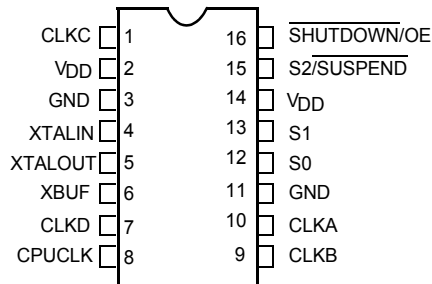 CLKC 1 16 SHUTDOWN/OE
VDD 2 15 S2/SUSPEND
GND 3 14 VDD
XTALIN 4 13 S1
XTALOUT 5 12 S0
XBUF 6 11 GND
CLKD 7 10 CLKA
CPUCLK 8 9 CLKB